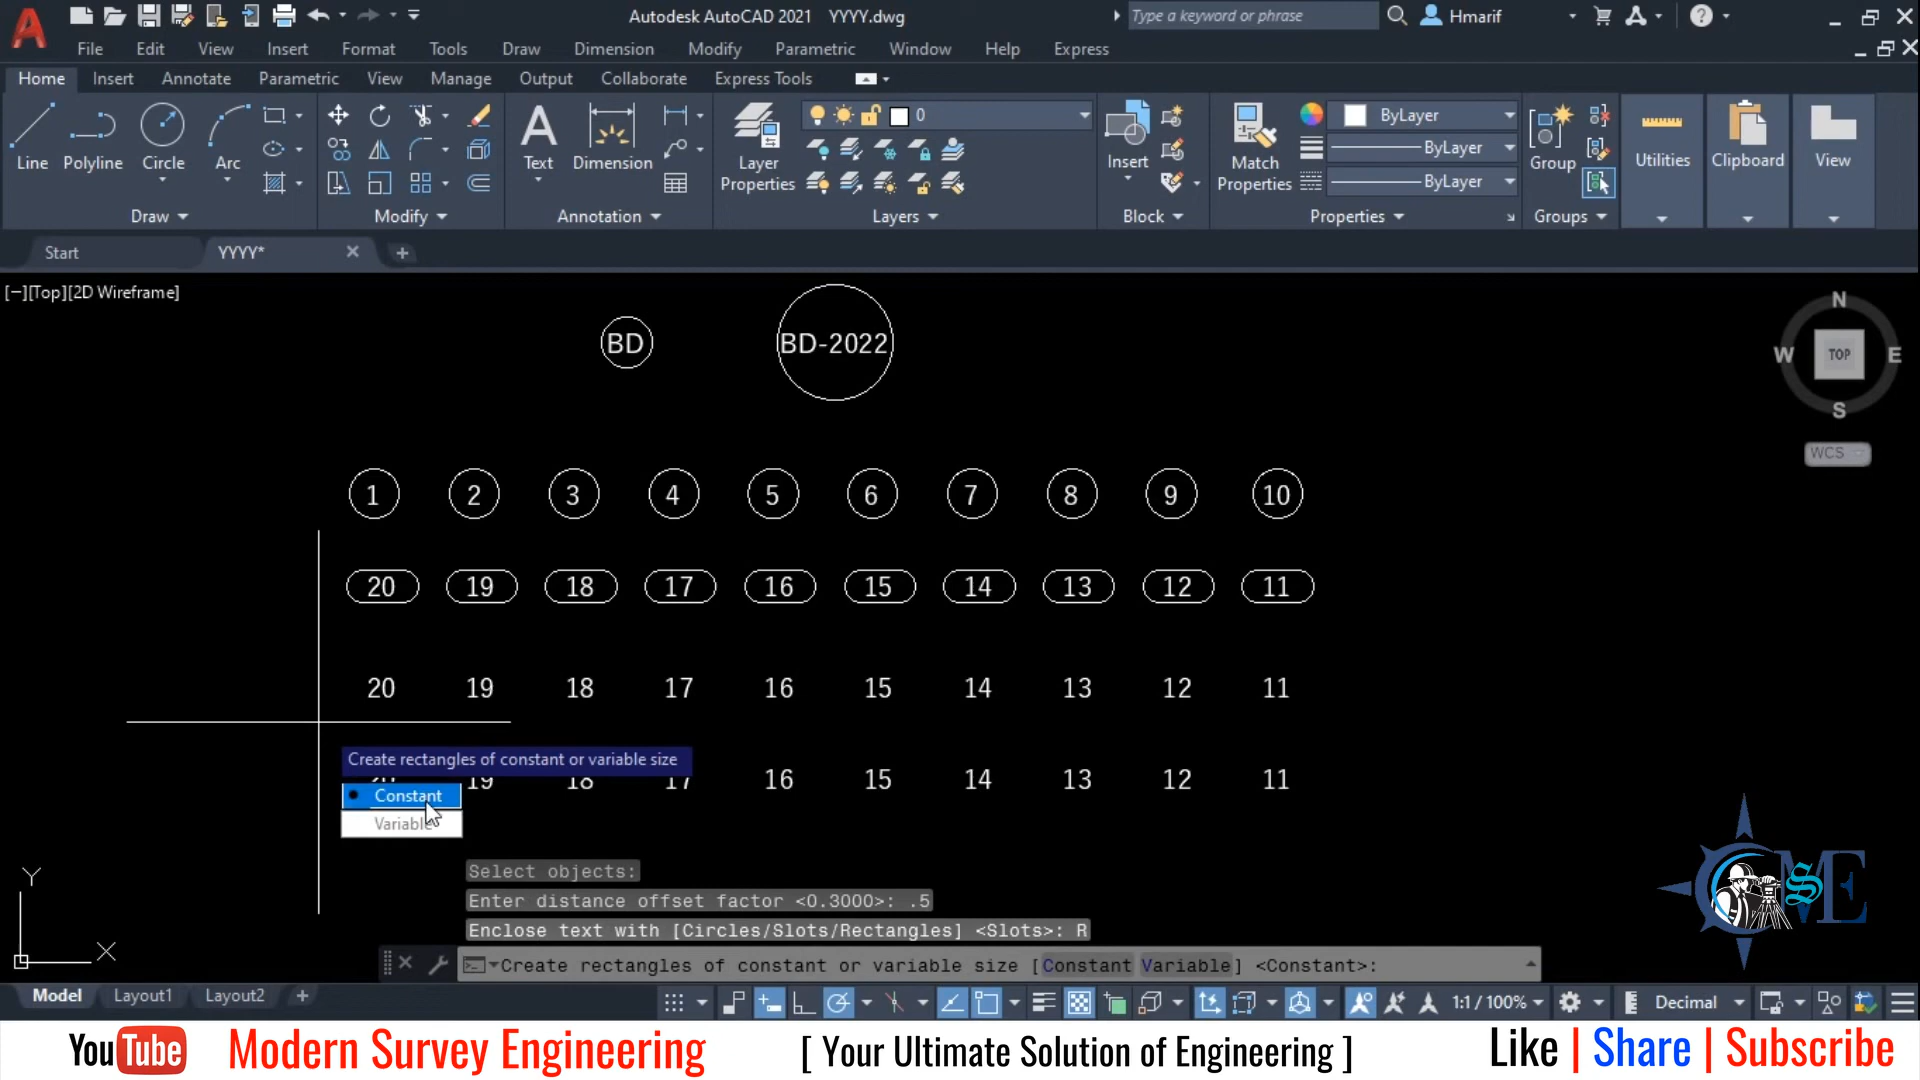 Autodesk AutoCAD 2021 YYYY.dwg
Type a keyword or phrase
Hmarif
File Edit View Insert Format Tools Draw Dimension Modify Parametric Window Help Express
Home Insert Annotate Parametric View Manage Output Collaborate Express Tools
Line Polyline Circle Arc
Text Dimension
Layer Properties
0
Insert
Match Properties
ByLayer
ByLayer
ByLayer
Group
Utilities
Clipboard
View
Draw Modify Annotation Layers Block Properties Groups
Start YYYY*
[−][Top][2D Wireframe]
N
W TOP E
S
WCS
BD BD-2022
1 2 3 4 5 6 7 8 9 10
20 19 18 17 16 15 14 13 12 11
20 19 18 17 16 15 14 13 12 11
Create rectangles of constant or variable size
20 19 18 17 16 15 14 13 12 11
Constant
Variable
Select objects:
Enter distance offset factor <0.3000>: .5
Enclose text with [Circles/Slots/Rectangles] <Slots>: R
Create rectangles of constant or variable size [Constant Variable] <Constant>:
Y
X
Model Layout1 Layout2
1:1 / 100%
Decimal
YouTube Modern Survey Engineering [ Your Ultimate Solution of Engineering ] Like | Share | Subscribe